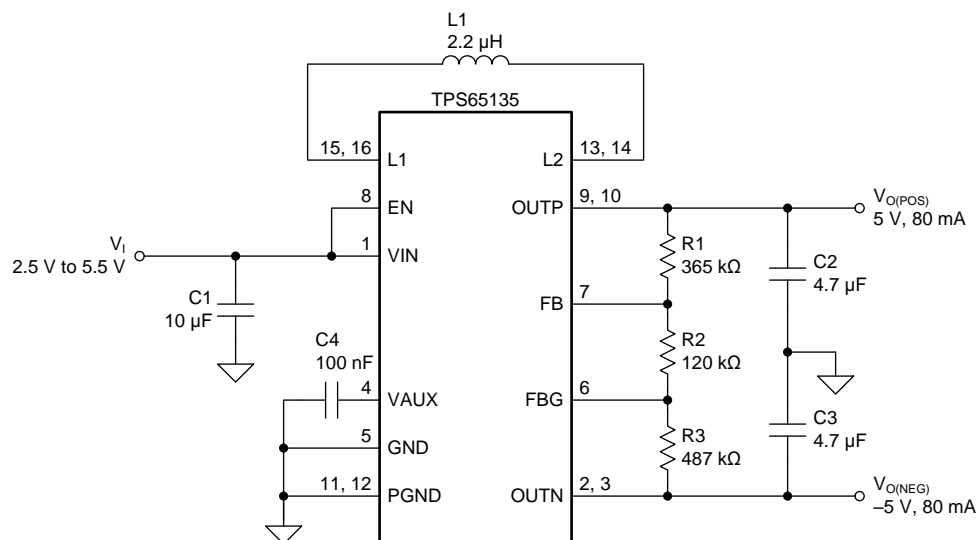 L1
2.2 µH
TPS65135
15, 16
L1
L2
13, 14
8
EN
OUTP
9, 10
V_O(POS)
5 V, 80 mA
V_I
2.5 V to 5.5 V
1
VIN
R1
365 kΩ
C2
4.7 µF
C1
10 µF
FB
7
C4
100 nF
R2
120 kΩ
4
VAUX
FBG
6
5
GND
R3
487 kΩ
C3
4.7 µF
11, 12
PGND
OUTN
2, 3
V_O(NEG)
–5 V, 80 mA